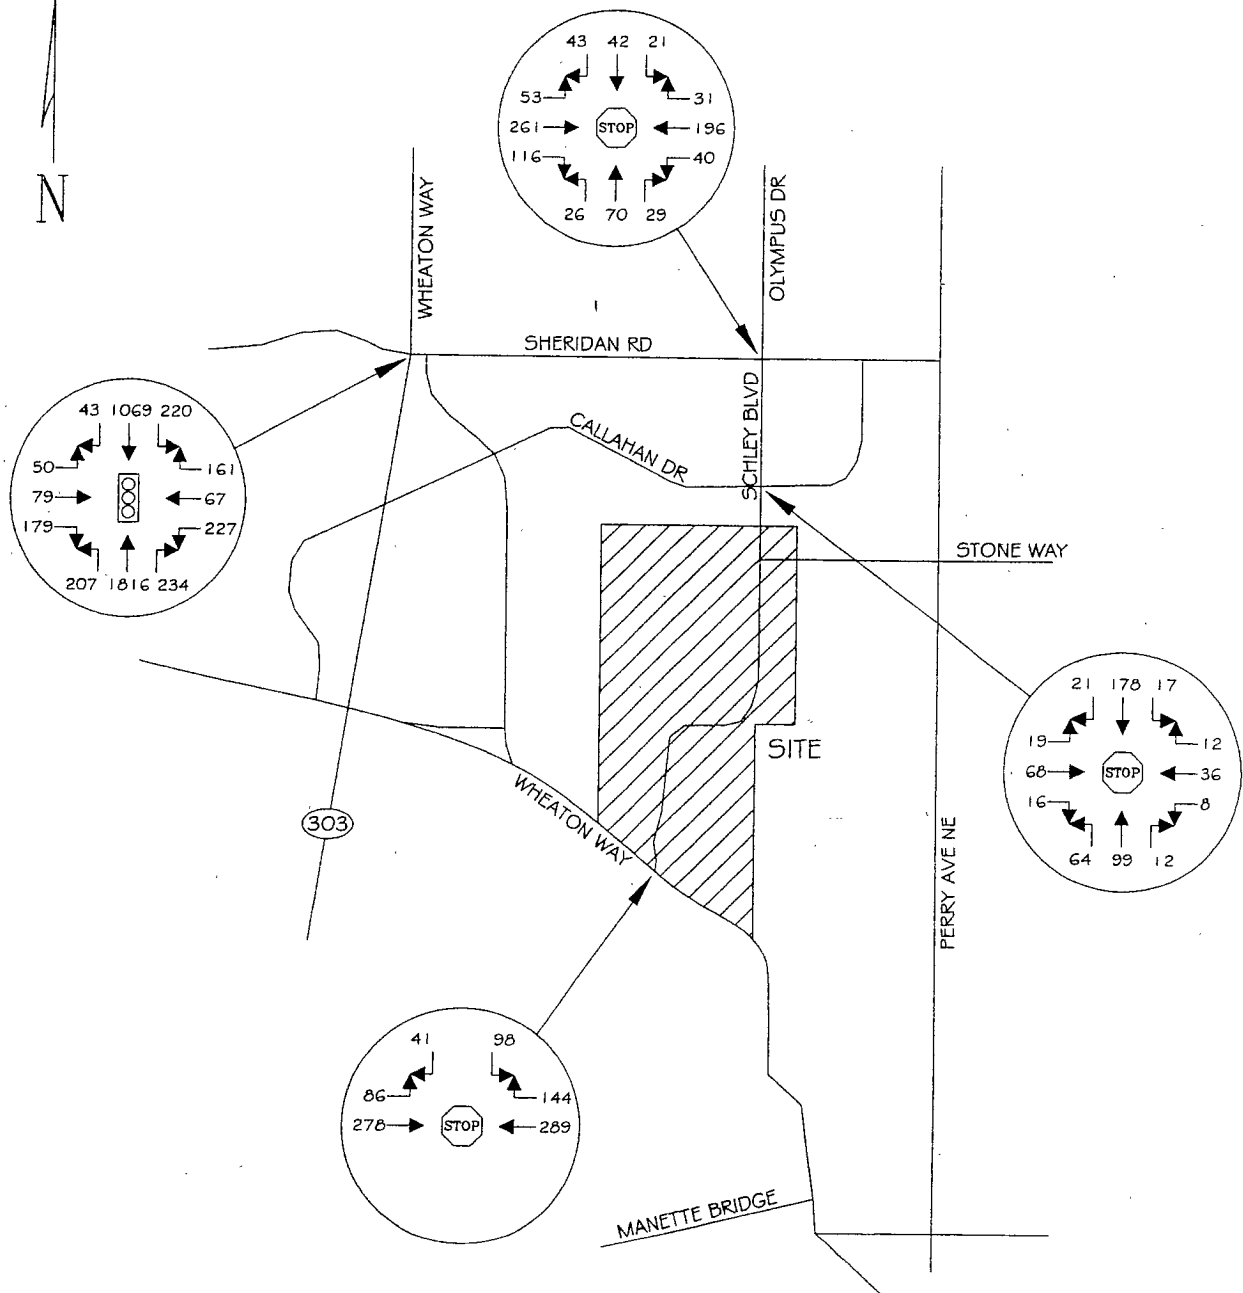 N
43 42 21
53 31
261 STOP 196
116 40
26 70 29
WHEATON WAY
OLYMPUS DR
SHERIDAN RD
SCHLEY BLVD
CALLAHAN DR
43 1069 220
50 161
79 67
179 227
207 1816 234
STONE WAY
SITE
21 178 17
19 12
68 STOP 36
16 8
64 99 12
WHEATON WAY
303
PERRY AVE NE
41 98
86 144
278 STOP 289
MANETTE BRIDGE